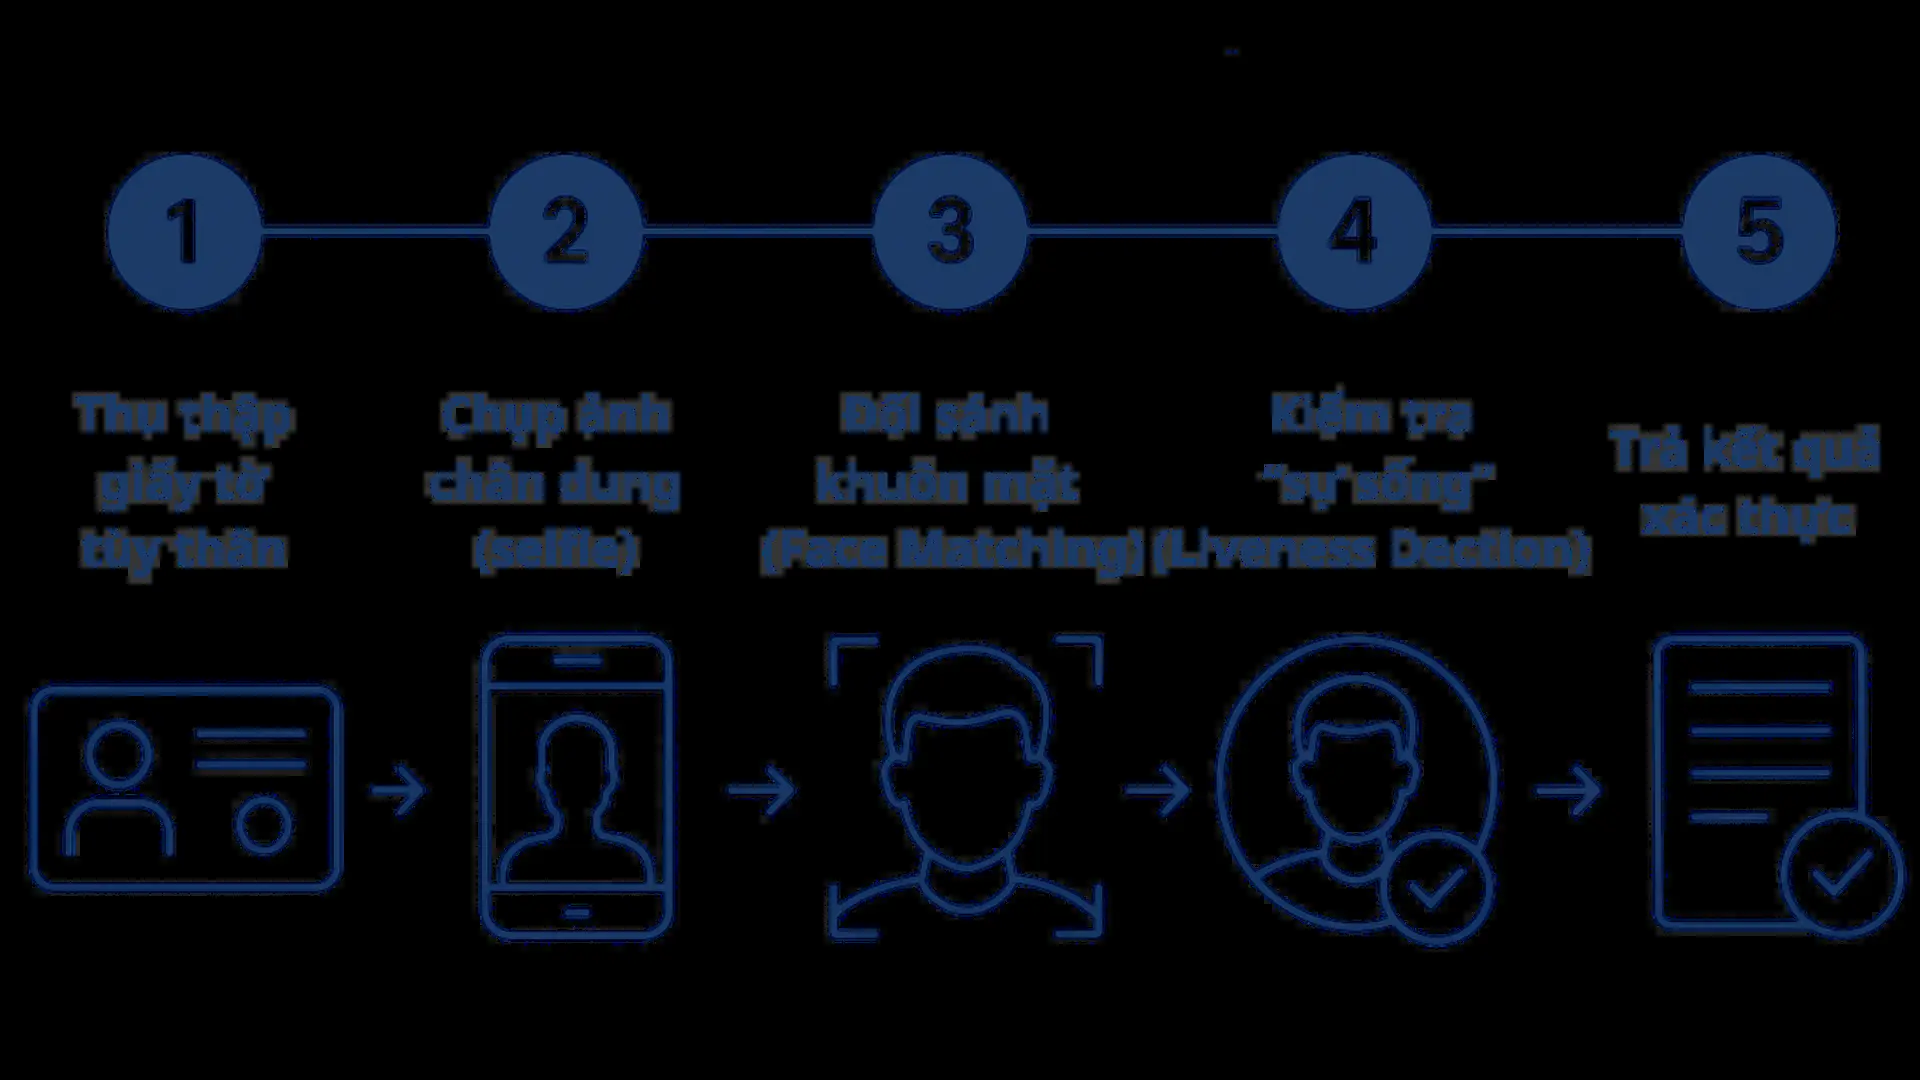 1
2
3
4
5
Thu thập
giấy tờ
tùy thân
Chụp ảnh
chân dung
(selfie)
Đối sánh
khuôn mặt
(Face Matching)
Kiểm tra
"sự sống"
(Liveness Dection)
Trả kết quả
xác thực